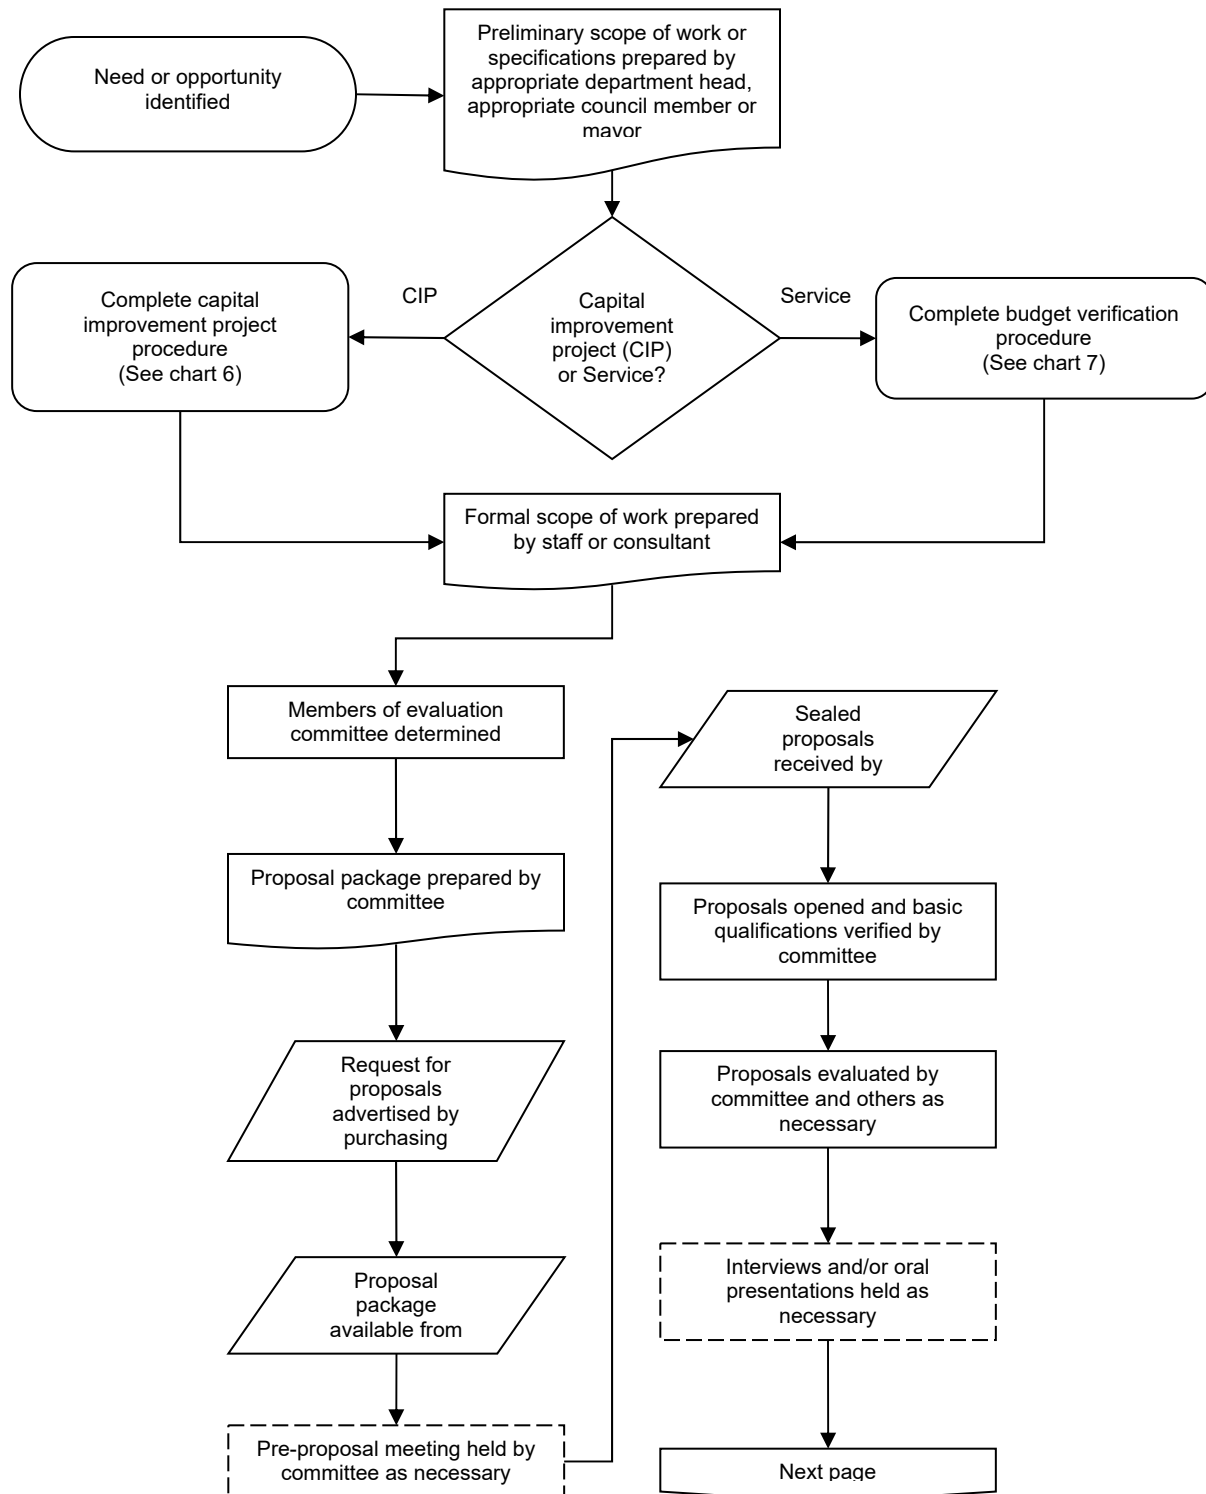 Need or opportunity
identified
Preliminary scope of work or
specifications prepared by
appropriate department head,
appropriate council member or
mayor
CIP
Capital
improvement
project (CIP)
or Service?
Service
Complete capital
improvement project
procedure
(See chart 6)
Complete budget verification
procedure
(See chart 7)
Formal scope of work prepared
by staff or consultant
Members of evaluation
committee determined
Proposal package prepared by
committee
Request for
proposals
advertised by
purchasing
Proposal
package
available from
Pre-proposal meeting held by
committee as necessary
Sealed
proposals
received by
Proposals opened and basic
qualifications verified by
committee
Proposals evaluated by
committee and others as
necessary
Interviews and/or oral
presentations held as
necessary
Next page